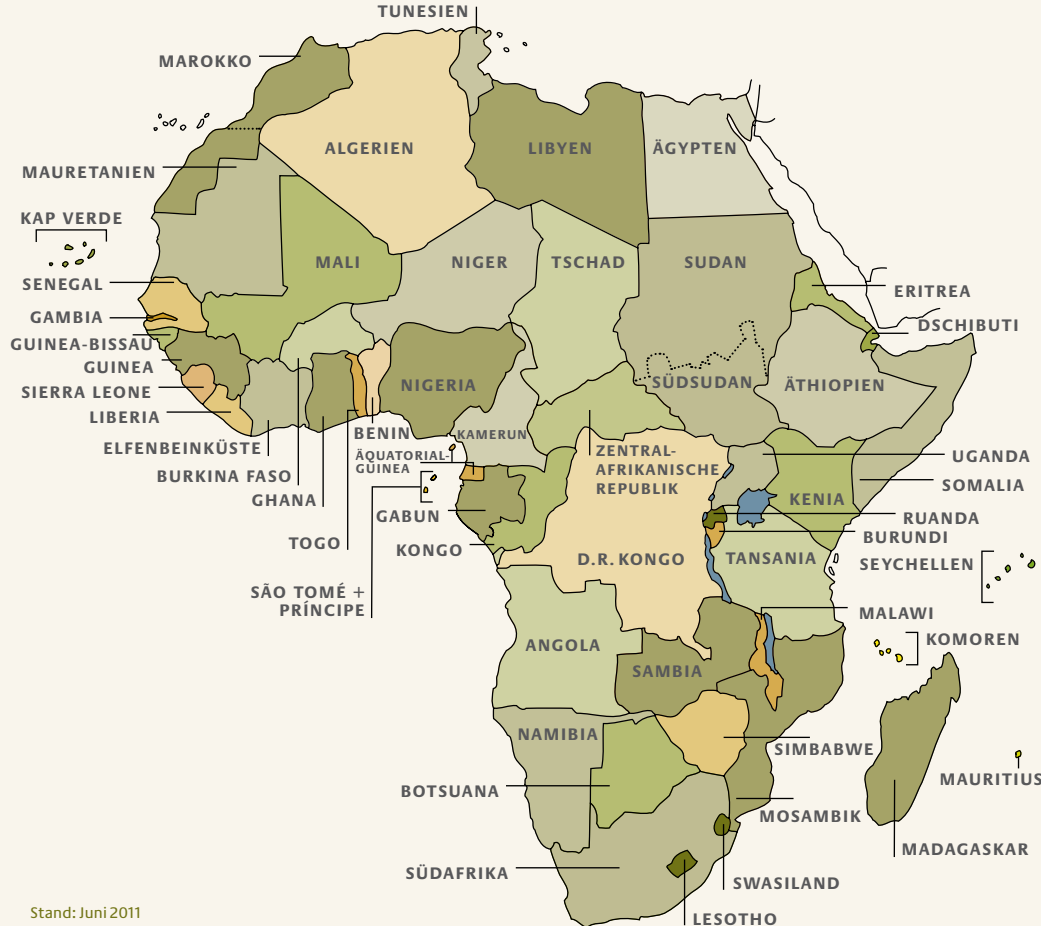 TUNESIEN
MAROKKO
ALGERIEN
LIBYEN
ÄGYPTEN
MAURETANIEN
KAP VERDE
MALI
NIGER
TSCHAD
SUDAN
SENEGAL
ERITREA
GAMBIA
DSCHIBUTI
GUINEA-BISSAU
GUINEA
SÜDSUDAN
ÄTHIOPIEN
NIGERIA
SIERRA LEONE
LIBERIA
BENIN
KAMERUN
ELFENBEINKÜSTE
ÄQUATORIAL-
GUINEA
ZENTRAL-
AFRIKANISCHE
REPUBLIK
UGANDA
BURKINA FASO
SOMALIA
GHANA
KENIA
GABUN
RUANDA
BURUNDI
TOGO
KONGO
D.R. KONGO
TANSANIA
SEYCHELLEN
SÃO TOMÉ +
PRÍNCIPE
MALAWI
KOMOREN
ANGOLA
SAMBIA
NAMIBIA
SIMBABWE
MAURITIUS
BOTSUANA
MOSAMBIK
MADAGASKAR
SÜDAFRIKA
SWASILAND
LESOTHO
Stand: Juni 2011